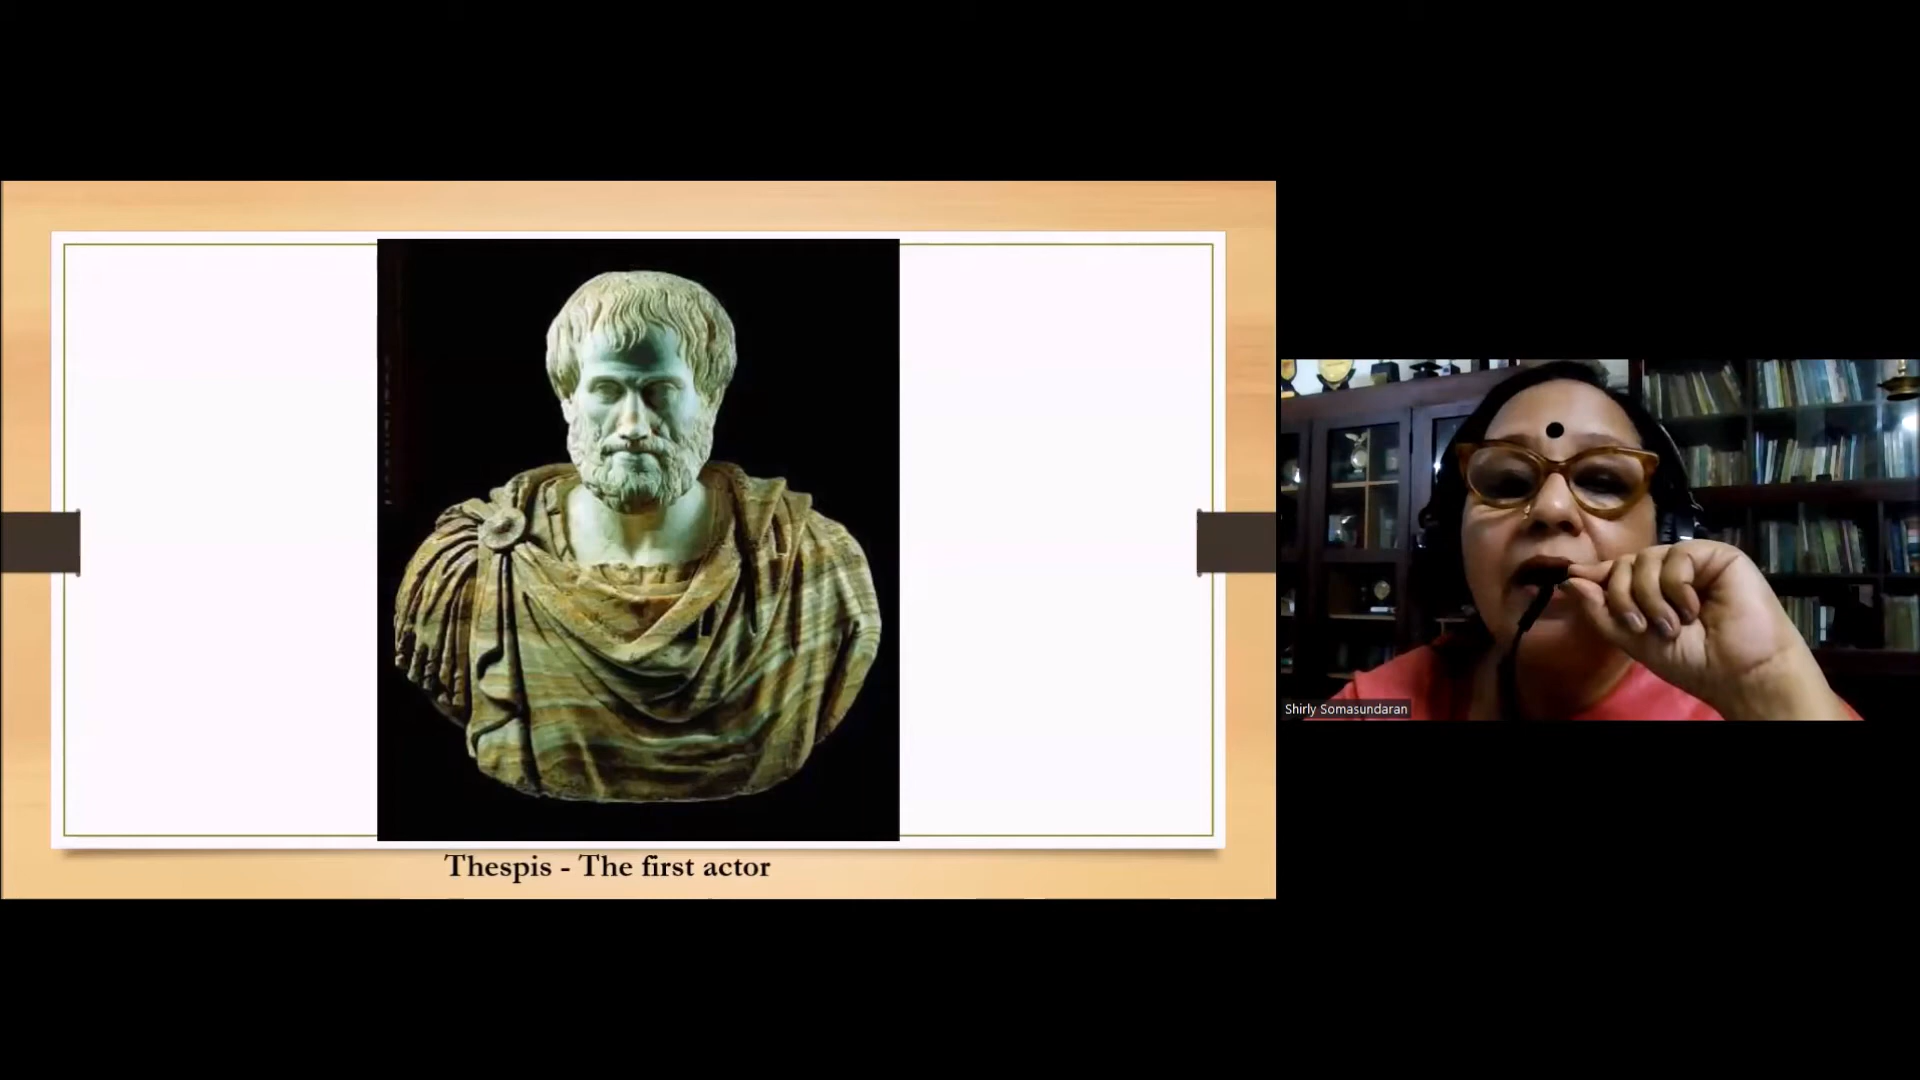 Thespis - The first actor
Shirly Somasundaran